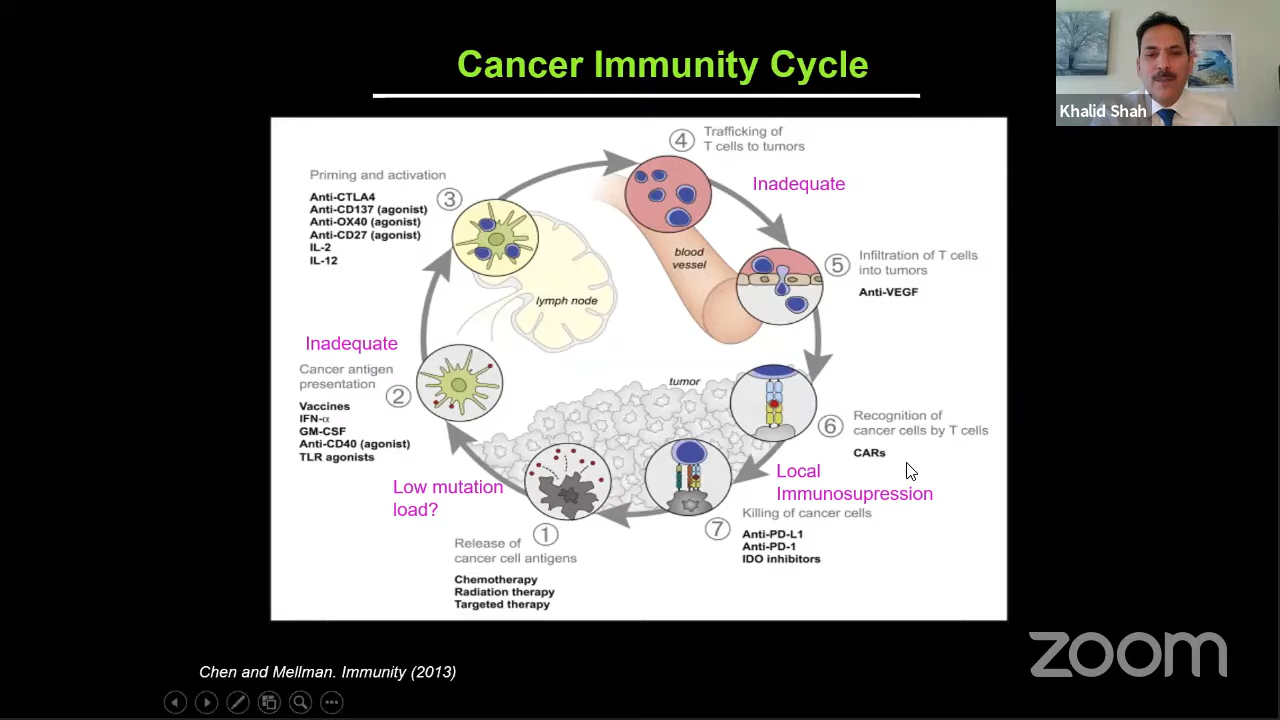 Cancer Immunity Cycle
Khalid Shah
④ Trafficking of
T cells to tumors
Inadequate
Priming and activation
③
Anti-CTLA4
Anti-CD137 (agonist)
Anti-OX40 (agonist)
Anti-CD27 (agonist)
IL-2
IL-12
blood
vessel
lymph node
⑤ Infiltration of T cells
into tumors
Anti-VEGF
Inadequate
Cancer antigen
presentation ②
Vaccines
IFN-α
GM-CSF
Anti-CD40 (agonist)
TLR agonists
tumor
⑥ Recognition of
cancer cells by T cells
CARs
Local
Immunosupression
⑦ Killing of cancer cells
Anti-PD-L1
Anti-PD-1
IDO inhibitors
Low mutation
load?
①
Release of
cancer cell antigens
Chemotherapy
Radiation therapy
Targeted therapy
Chen and Mellman. Immunity (2013)
zoom